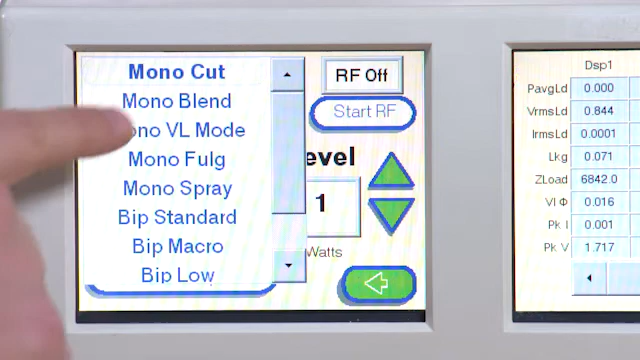 Mono Cut
Mono Blend
ono VL Mode
Mono Fulg
Mono Spray
Bip Standard
Bip Macro
Bip Low
RF Off
Start RF
evel
1
Watts
Dsp1
PavgLd 0.000
VrmsLd 0.844
IrmsLd 0.0001
Lkg 0.071
ZLoad 6842.0
VI Φ 0.016
Pk I 0.001
Pk V 1.717